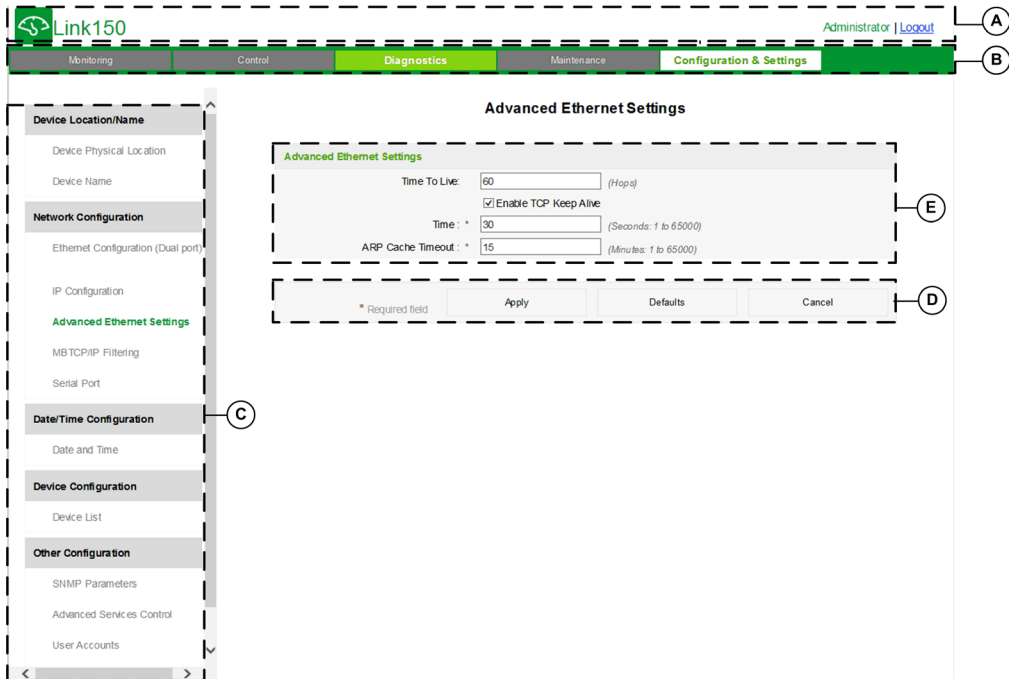 Link150
Administrator | Logout
A
Monitoring Control Diagnostics Maintenance Configuration & Settings
B
Device Location/Name
Device Physical Location
Device Name
Network Configuration
Ethernet Configuration (Dual port)
IP Configuration
Advanced Ethernet Settings
MBTCP/IP Filtering
Serial Port
Date/Time Configuration
Date and Time
Device Configuration
Device List
Other Configuration
SNMP Parameters
Advanced Services Control
User Accounts
C
Advanced Ethernet Settings
Advanced Ethernet Settings
Time To Live: 60 (Hops)
Enable TCP Keep Alive
Time : * 30 (Seconds: 1 to 65000)
ARP Cache Timeout : * 15 (Minutes: 1 to 65000)
E
* Required field Apply Defaults Cancel
D